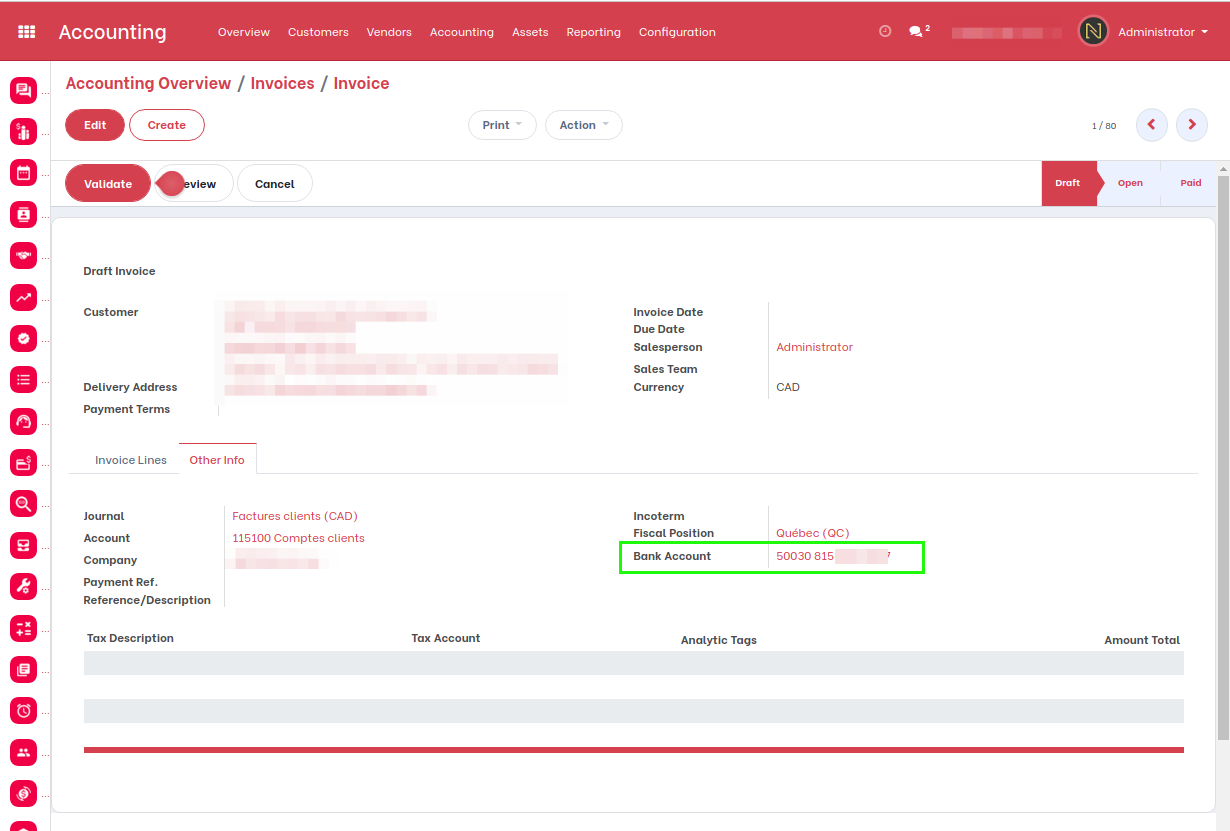 Accounting Overview Customers Vendors Accounting Assets Reporting Configuration 2 Administrator
Accounting Overview / Invoices / Invoice
Edit Create Print Action 1 / 80
Validate eview Cancel Draft Open Paid
Draft Invoice
Customer
Delivery Address
Payment Terms
Invoice Date
Due Date
Salesperson Administrator
Sales Team
Currency CAD
Invoice Lines Other Info
Journal Factures clients (CAD)
Account 115100 Comptes clients
Company
Payment Ref.
Reference/Description
Incoterm
Fiscal Position Québec (QC)
Bank Account 50030 815
Tax Description Tax Account Analytic Tags Amount Total